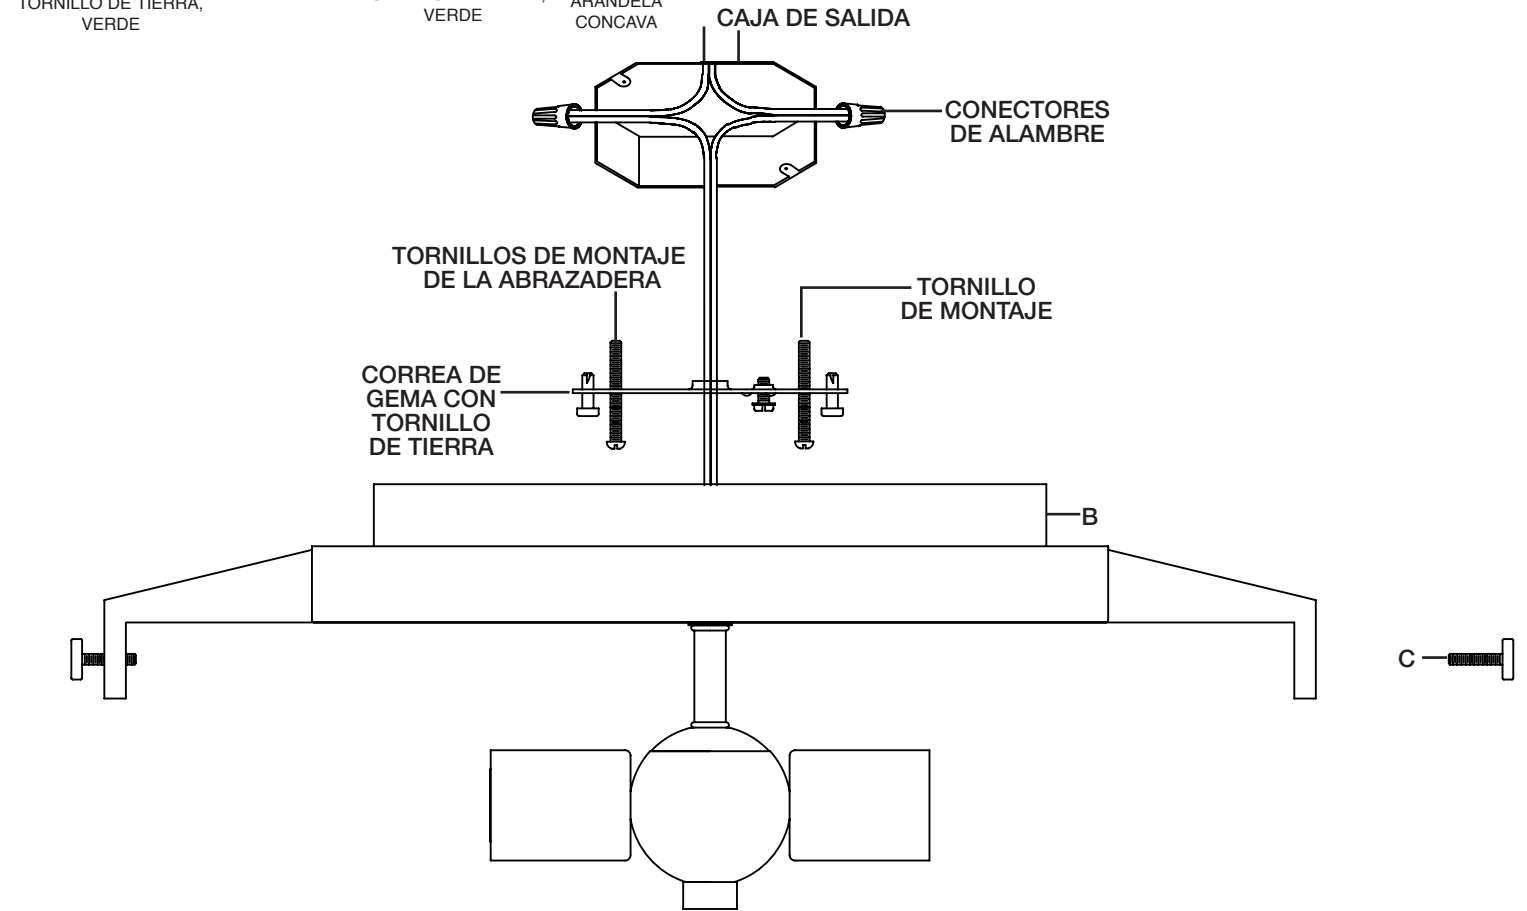 TORNILLO DE TIERRA,
VERDE
VERDE
ARANDELA
CONCAVA
CAJA DE SALIDA
CONECTORES
DE ALAMBRE
TORNILLOS DE MONTAJE
DE LA ABRAZADERA
TORNILLO
DE MONTAJE
CORREA DE
GEMA CON
TORNILLO
DE TIERRA
B
C